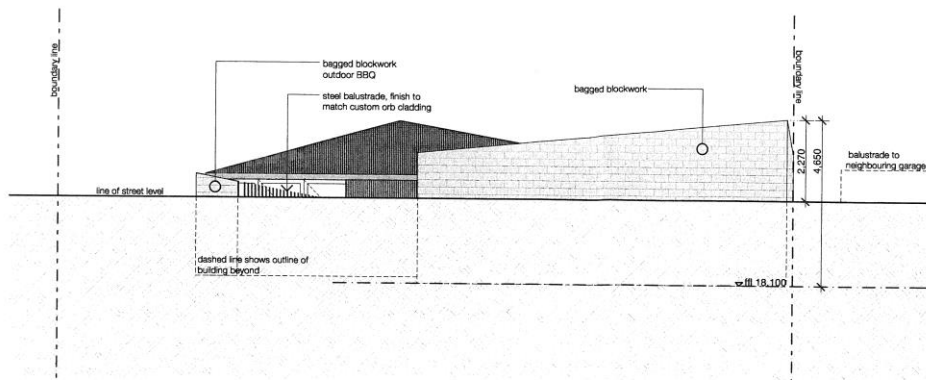 boundary line
bagged blockwork
outdoor BBQ
steel balustrade, finish to
match custom orb cladding
bagged blockwork
boundary line
2,270
4,650
balustrade to
neighbouring garage
line of street level
dashed line shows outline of
building beyond
ffl 18,100